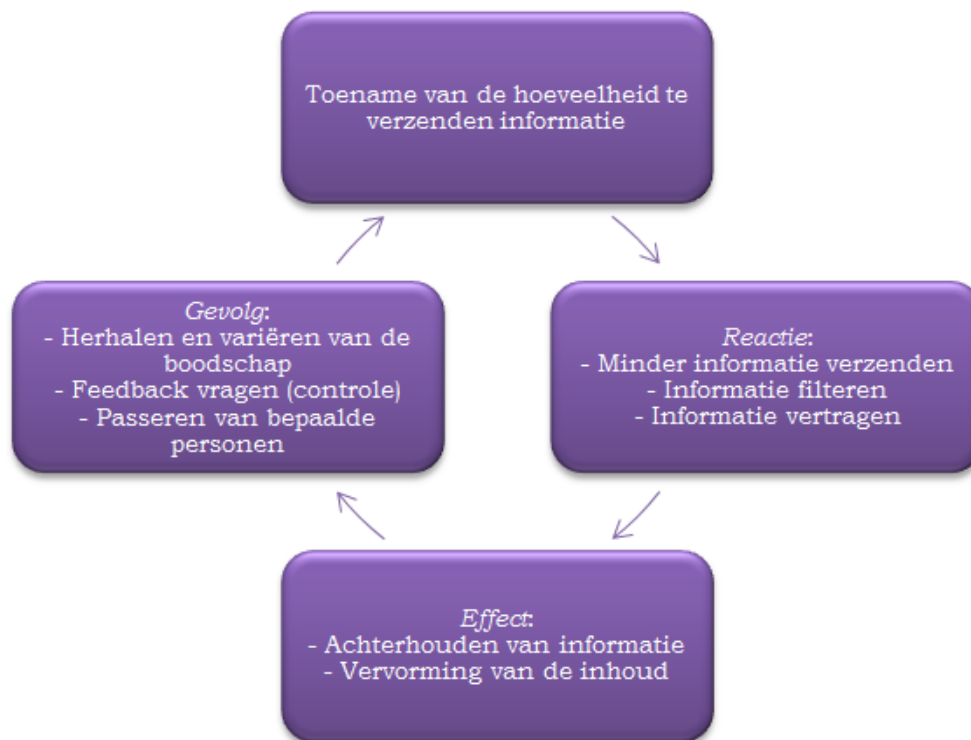 Toename van de hoeveelheid te
verzenden informatie
Gevolg:
- Herhalen en variëren van de
boodschap
- Feedback vragen (controle)
- Passeren van bepaalde
personen
Reactie:
- Minder informatie verzenden
- Informatie filteren
- Informatie vertragen
Effect:
- Achterhouden van informatie
- Vervorming van de inhoud